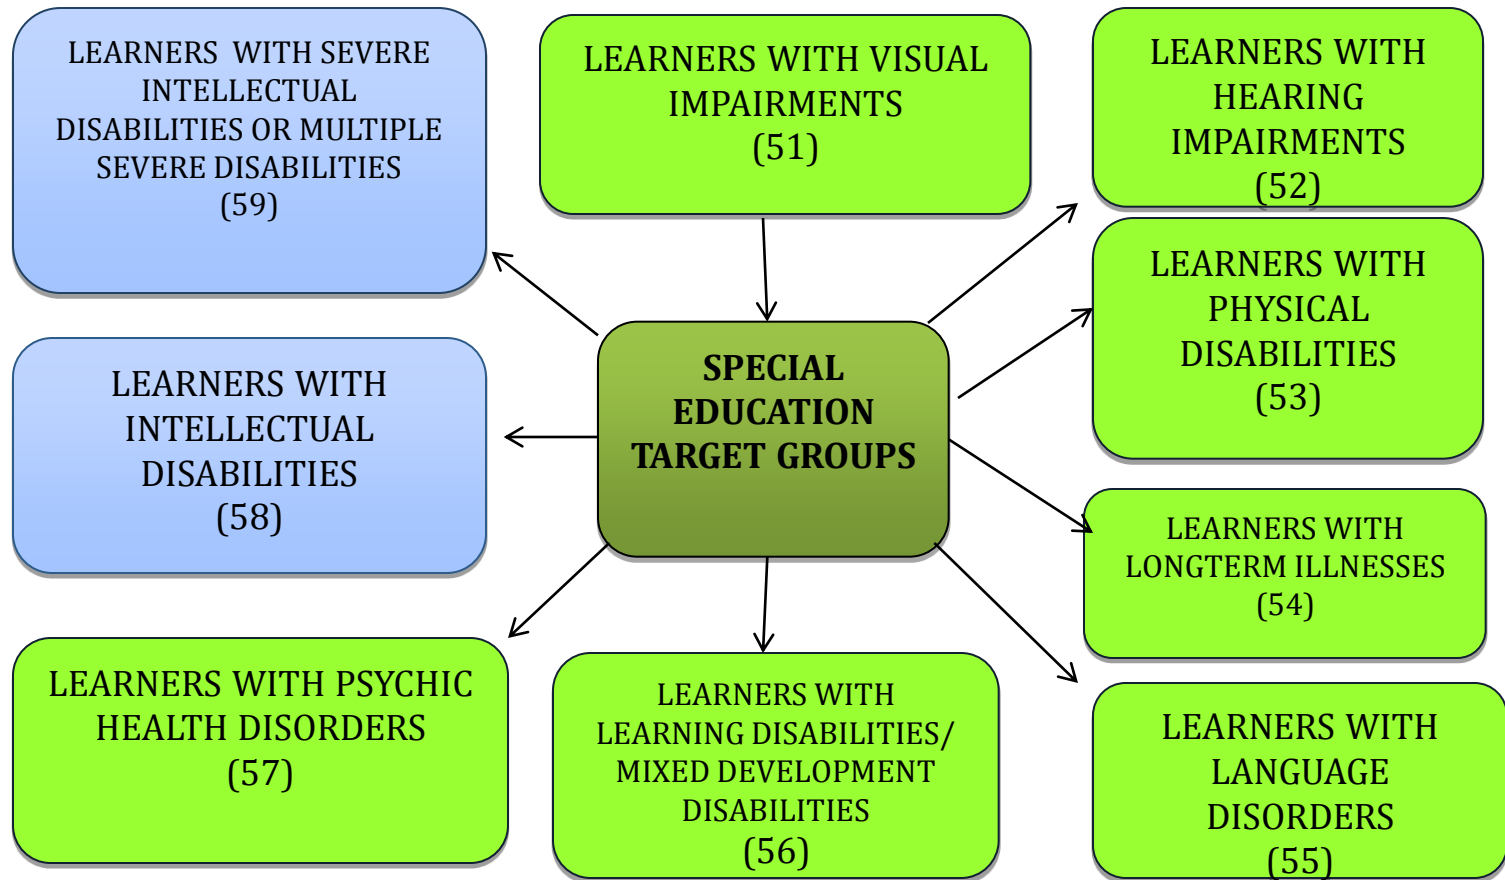 LEARNERS WITH SEVERE
INTELLECTUAL
DISABILITIES OR MULTIPLE
SEVERE DISABILITIES
(59)
LEARNERS WITH VISUAL
IMPAIRMENTS
(51)
LEARNERS WITH
HEARING
IMPAIRMENTS
(52)
LEARNERS WITH
PHYSICAL
DISABILITIES
(53)
SPECIAL
EDUCATION
TARGET GROUPS
LEARNERS WITH
INTELLECTUAL
DISABILITIES
(58)
LEARNERS WITH
LONGTERM ILLNESSES
(54)
LEARNERS WITH PSYCHIC
HEALTH DISORDERS
(57)
LEARNERS WITH
LEARNING DISABILITIES/
MIXED DEVELOPMENT
DISABILITIES
(56)
LEARNERS WITH
LANGUAGE
DISORDERS
(55)